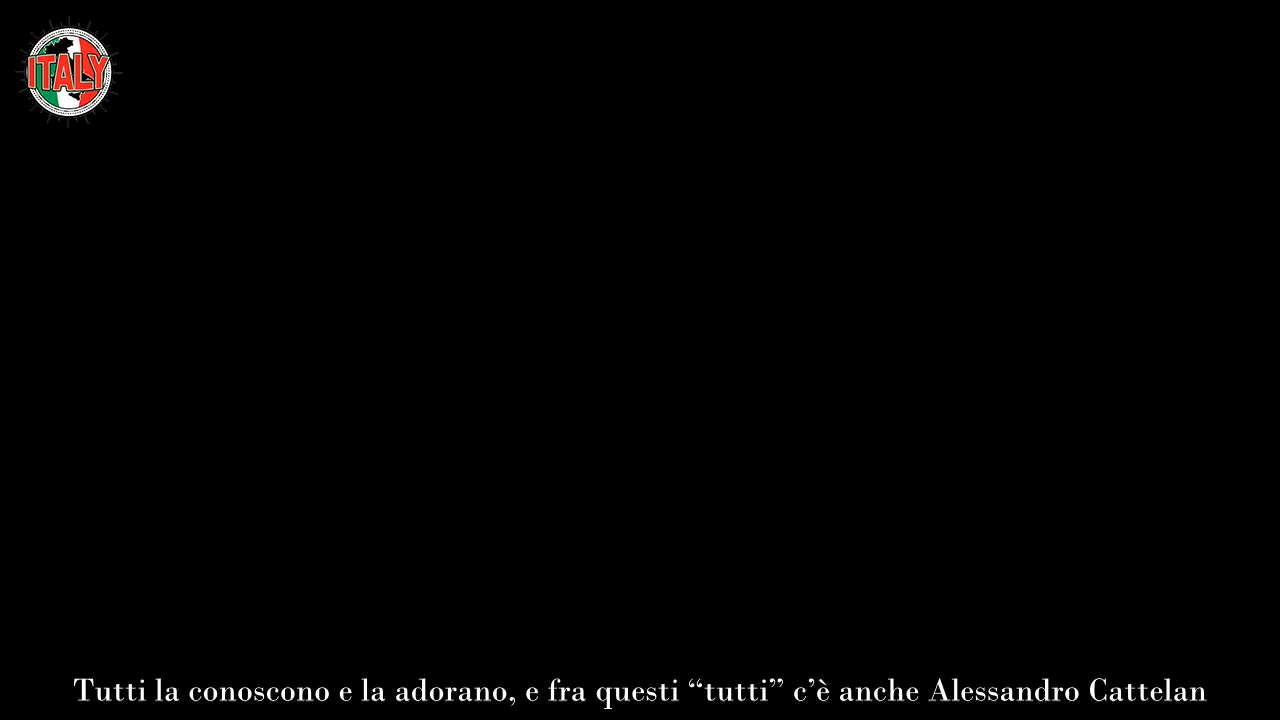 ITALY
Tutti la conoscono e la adorano, e fra questi “tutti” c’è anche Alessandro Cattelan